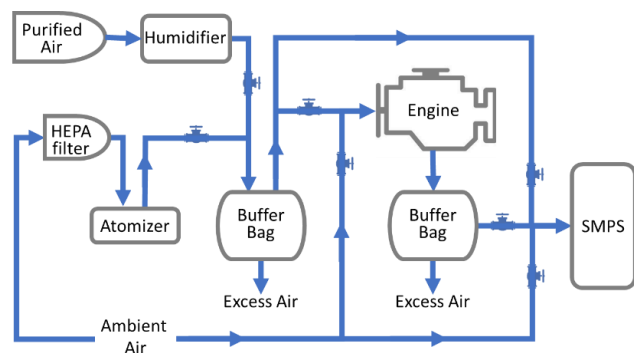 Purified
Air
Humidifier
HEPA
filter
Engine
Atomizer
Buffer
Bag
Buffer
Bag
SMPS
Excess Air
Excess Air
Ambient
Air